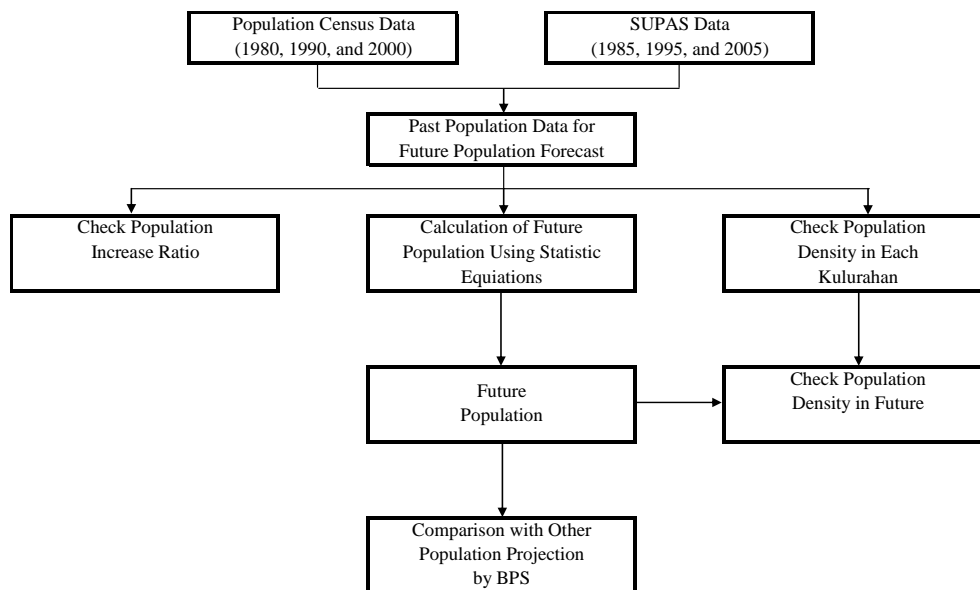 Population Census Data
(1980, 1990, and 2000)
SUPAS Data
(1985, 1995, and 2005)
Past Population Data for
Future Population Forecast
Check Population
Increase Ratio
Calculation of Future
Population Using Statistic
Equiations
Check Population
Density in Each
Kulurahan
Future
Population
Check Population
Density in Future
Comparison with Other
Population Projection
by BPS